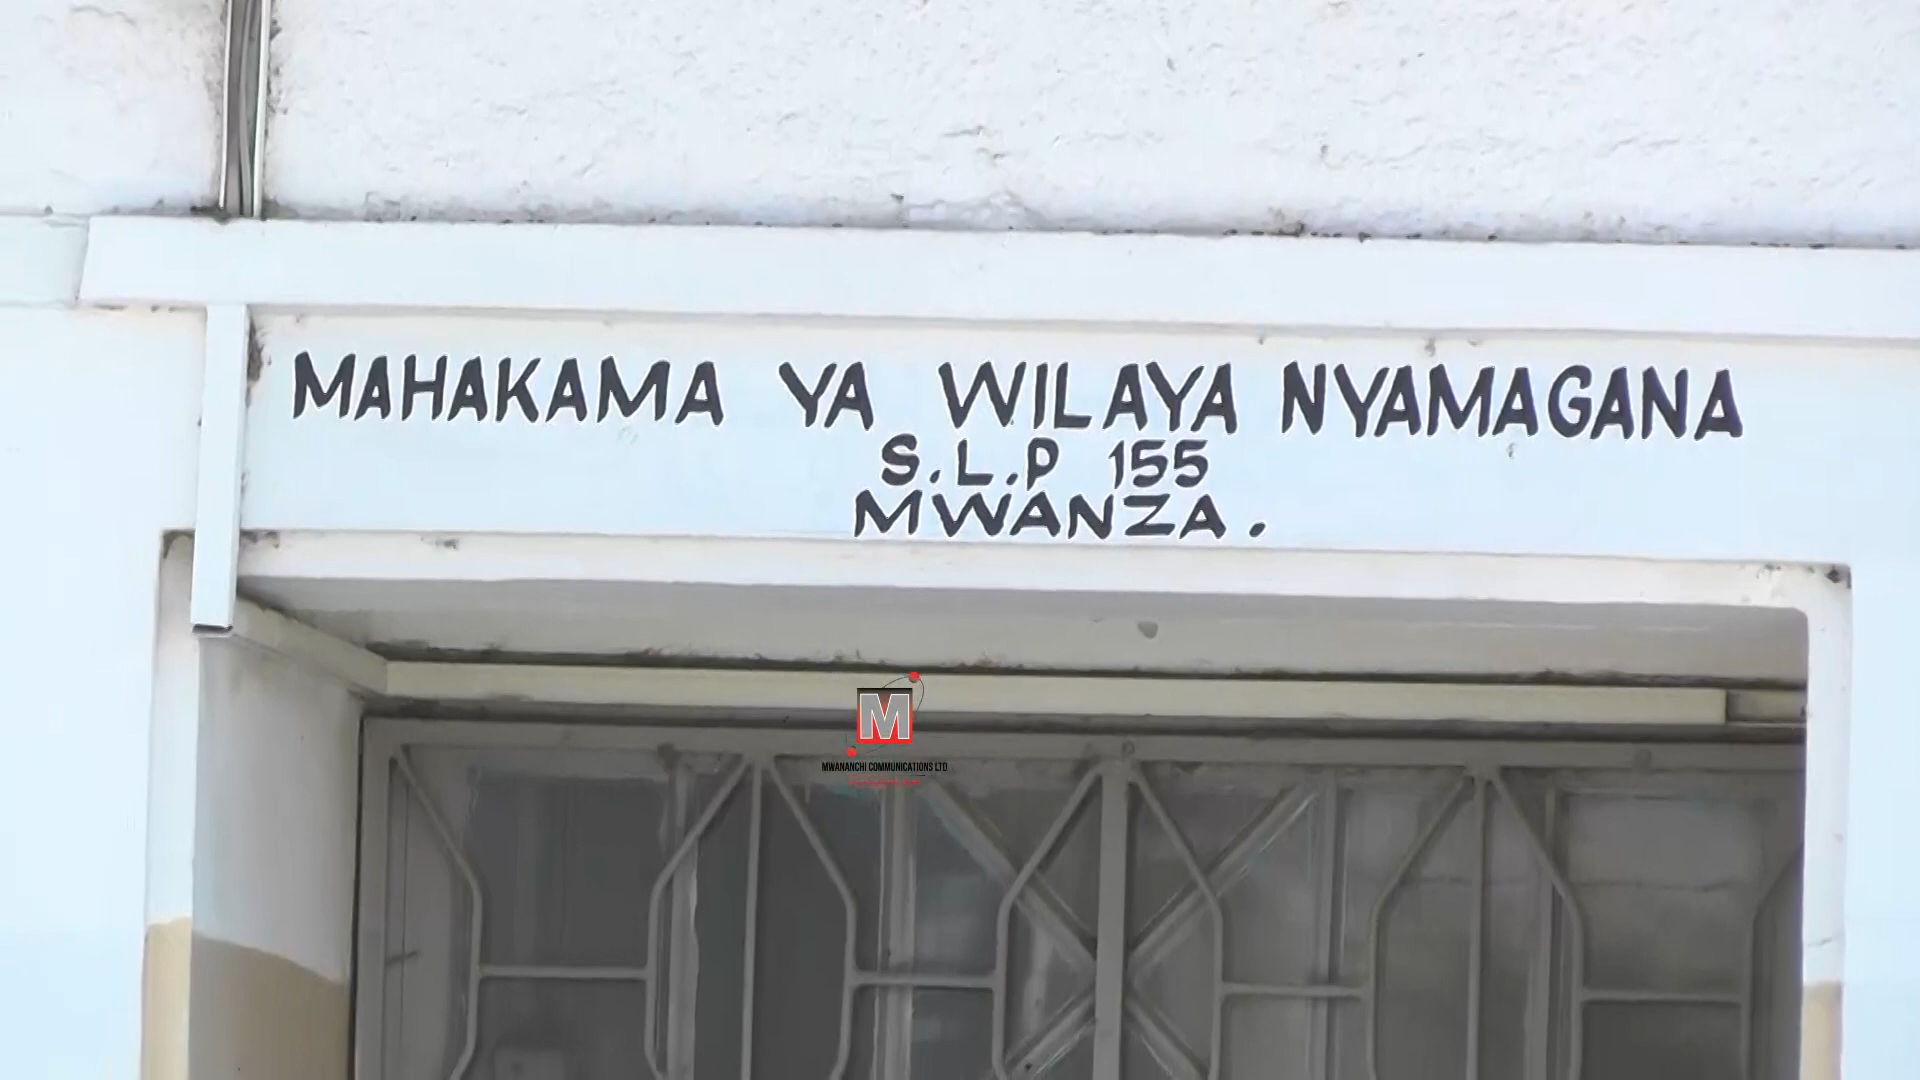 MAHAKAMA YA WILAYA NYAMAGANA
S.L.P 155
MWANZA.
M
MWANANCHI COMMUNICATIONS LTD